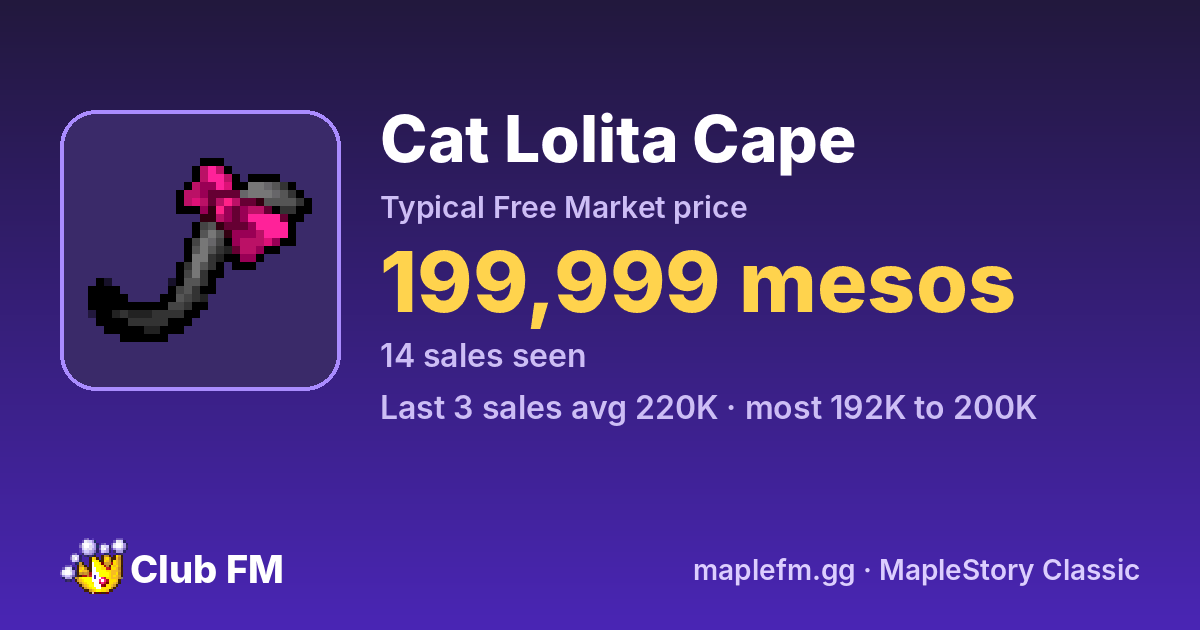 Cat Lolita Cape
Typical Free Market price
199,999 mesos
14 sales seen
Last 3 sales avg 220K · most 192K to 200K
Club FM
maplefm.gg · MapleStory Classic